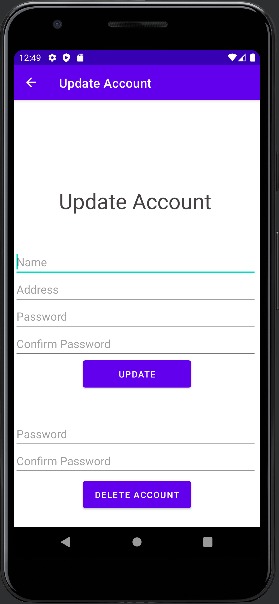 12:49
Update Account
Update Account
Name
Address
Password
Confirm Password
UPDATE
Password
Confirm Password
DELETE ACCOUNT